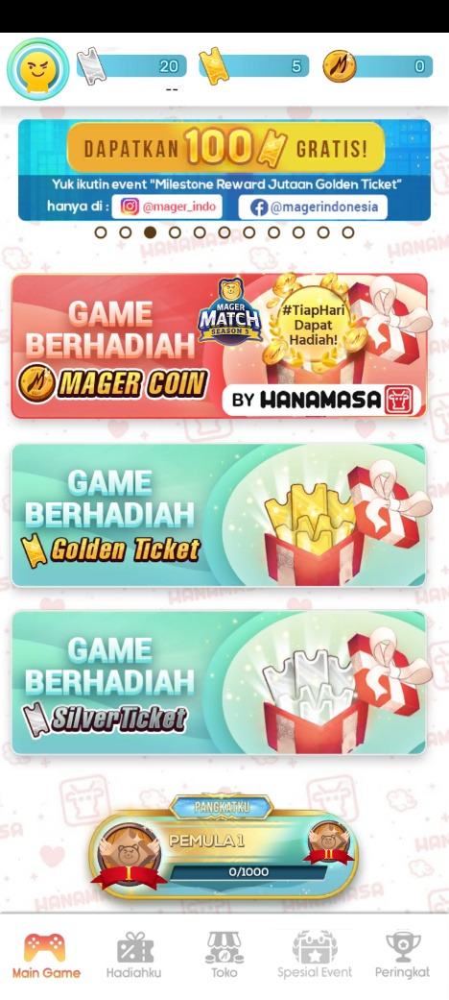 20
5
0
--
DAPATKAN 100 GRATIS!
Yuk ikutin event "Milestone Reward Jutaan Golden Ticket"
hanya di : @mager_indo @magerindonesia
GAME
BERHADIAH
MAGER COIN
MAGER
MATCH
SEASON 3
#TiapHari
Dapat
Hadiah!
BY HANAMASA
GAME
BERHADIAH
Golden Ticket
GAME
BERHADIAH
Silver Ticket
PANGKATKU
PEMULA 1
0/1000
I
II
Main Game
Hadiahku
Toko
Spesial Event
Peringkat